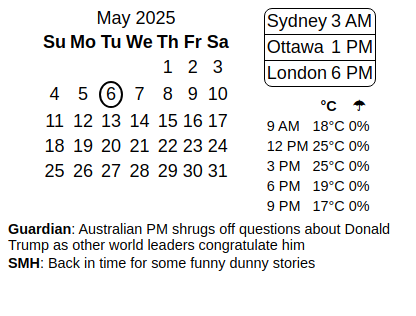 May 2025
Su Mo Tu We Th Fr Sa
1 2 3
4 5 6 7 8 9 10
11 12 13 14 15 16 17
18 19 20 21 22 23 24
25 26 27 28 29 30 31
Sydney 3 AM
Ottawa 1 PM
London 6 PM
°C ☂
9 AM 18°C 0%
12 PM 25°C 0%
3 PM 25°C 0%
6 PM 19°C 0%
9 PM 17°C 0%
Guardian: Australian PM shrugs off questions about Donald
Trump as other world leaders congratulate him
SMH: Back in time for some funny dunny stories